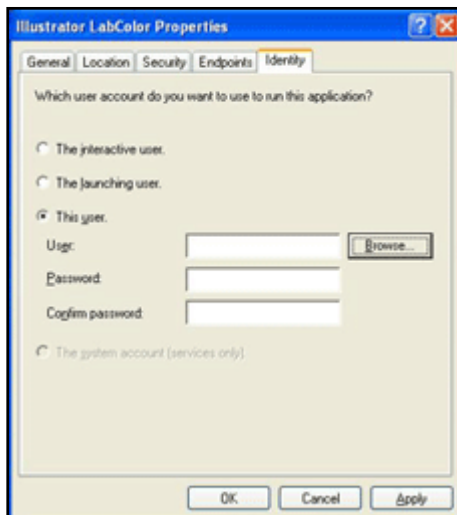 Illustrator LabColor Properties
General Location Security Endpoints Identity
Which user account do you want to use to run this application?
The interactive user.
The launching user.
This user.
User: Browse...
Password:
Confirm password:
The system account (services only).
OK Cancel Apply